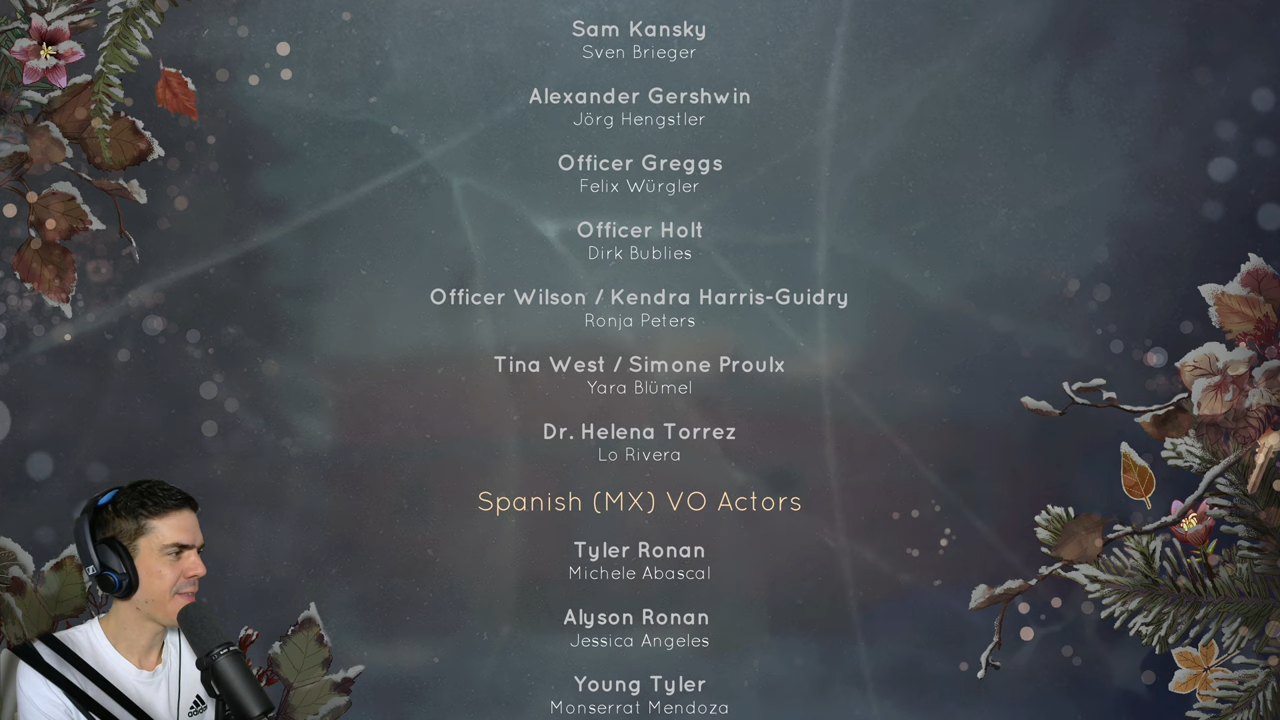 Sam Kansky
Sven Brieger
Alexander Gershwin
Jörg Hengstler
Officer Greggs
Felix Würgler
Officer Holt
Dirk Bublies
Officer Wilson / Kendra Harris-Guidry
Ronja Peters
Tina West / Simone Proulx
Yara Blümel
Dr. Helena Torrez
Lo Rivera
Spanish (MX) VO Actors
Tyler Ronan
Michele Abascal
Alyson Ronan
Jessica Angeles
Young Tyler
Monserrat Mendoza
adidas